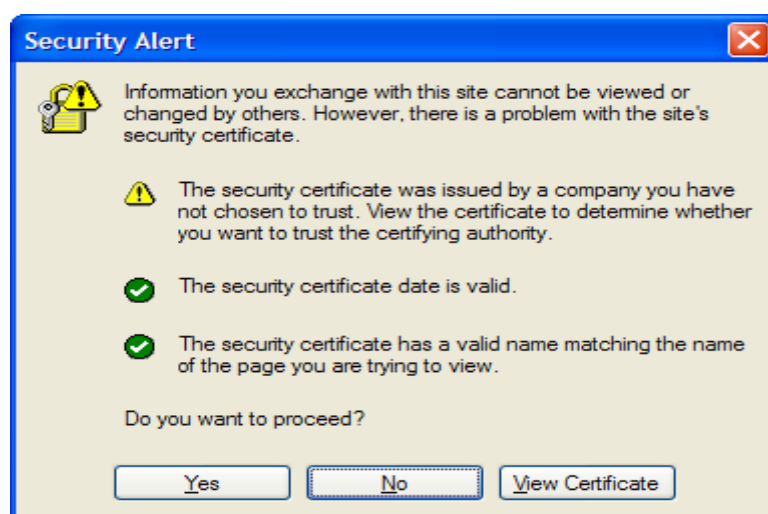 Security Alert
Information you exchange with this site cannot be viewed or
changed by others. However, there is a problem with the site's
security certificate.
The security certificate was issued by a company you have
not chosen to trust. View the certificate to determine whether
you want to trust the certifying authority.
The security certificate date is valid.
The security certificate has a valid name matching the name
of the page you are trying to view.
Do you want to proceed?
Yes No View Certificate